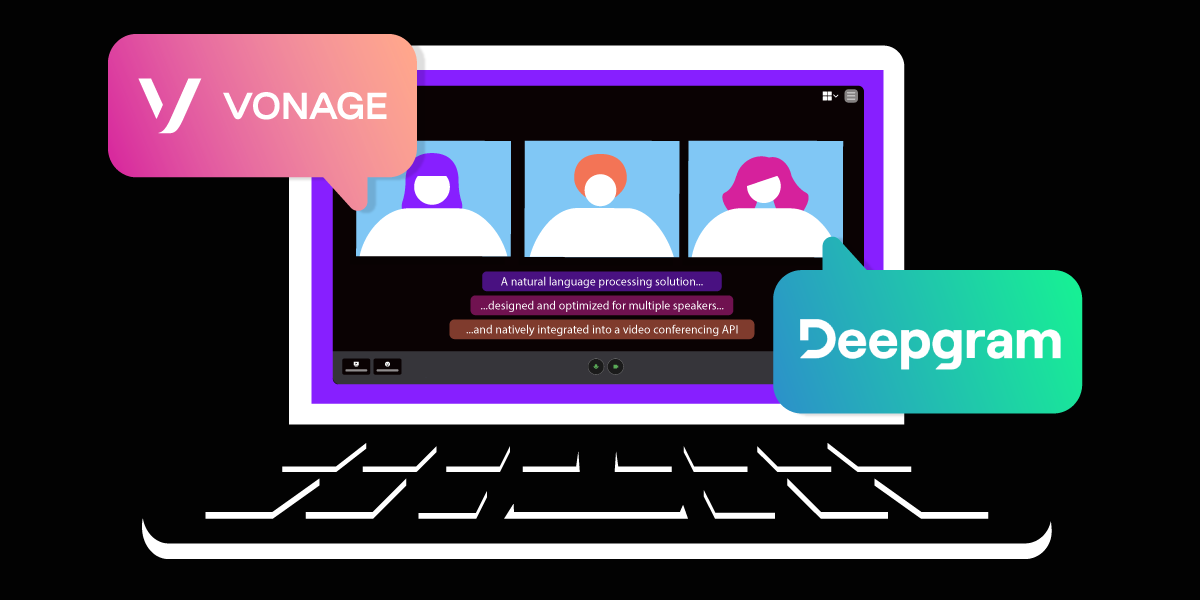 VONAGE
A natural language processing solution...
...designed and optimized for multiple speakers...
...and natively integrated into a video conferencing API
Deepgram